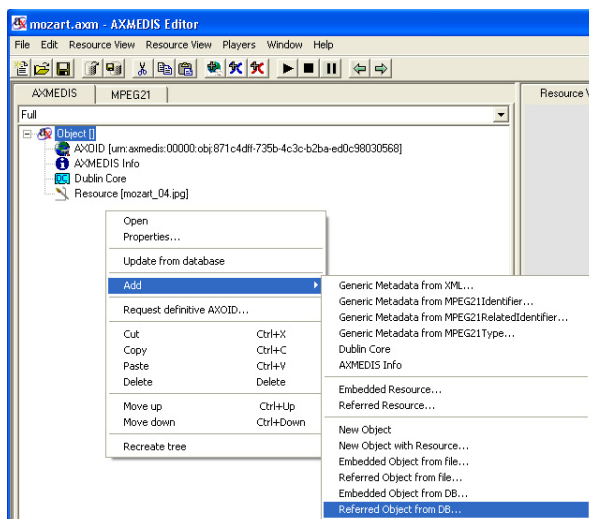 mozart.axm - AXMEDIS Editor
File Edit Resource View Resource View Players Window Help
AXMEDIS MPEG21
Resource V
Full
Object []
AXOID [urn:axmedis:00000:obj:871c4dff-735b-4c3c-b2ba-ed0c98030568]
AXMEDIS Info
DC Dublin Core
Resource [mozart_04.jpg]
Open
Properties...
Update from database
Add
Request definitive AXOID...
Cut Ctrl+X
Copy Ctrl+C
Paste Ctrl+V
Delete Delete
Move up Ctrl+Up
Move down Ctrl+Down
Recreate tree
Generic Metadata from XML...
Generic Metadata from MPEG21Identifier...
Generic Metadata from MPEG21RelatedIdentifier...
Generic Metadata from MPEG21Type...
Dublin Core
AXMEDIS Info
Embedded Resource...
Referred Resource...
New Object
New Object with Resource...
Embedded Object from file...
Referred Object from file...
Embedded Object from DB...
Referred Object from DB...